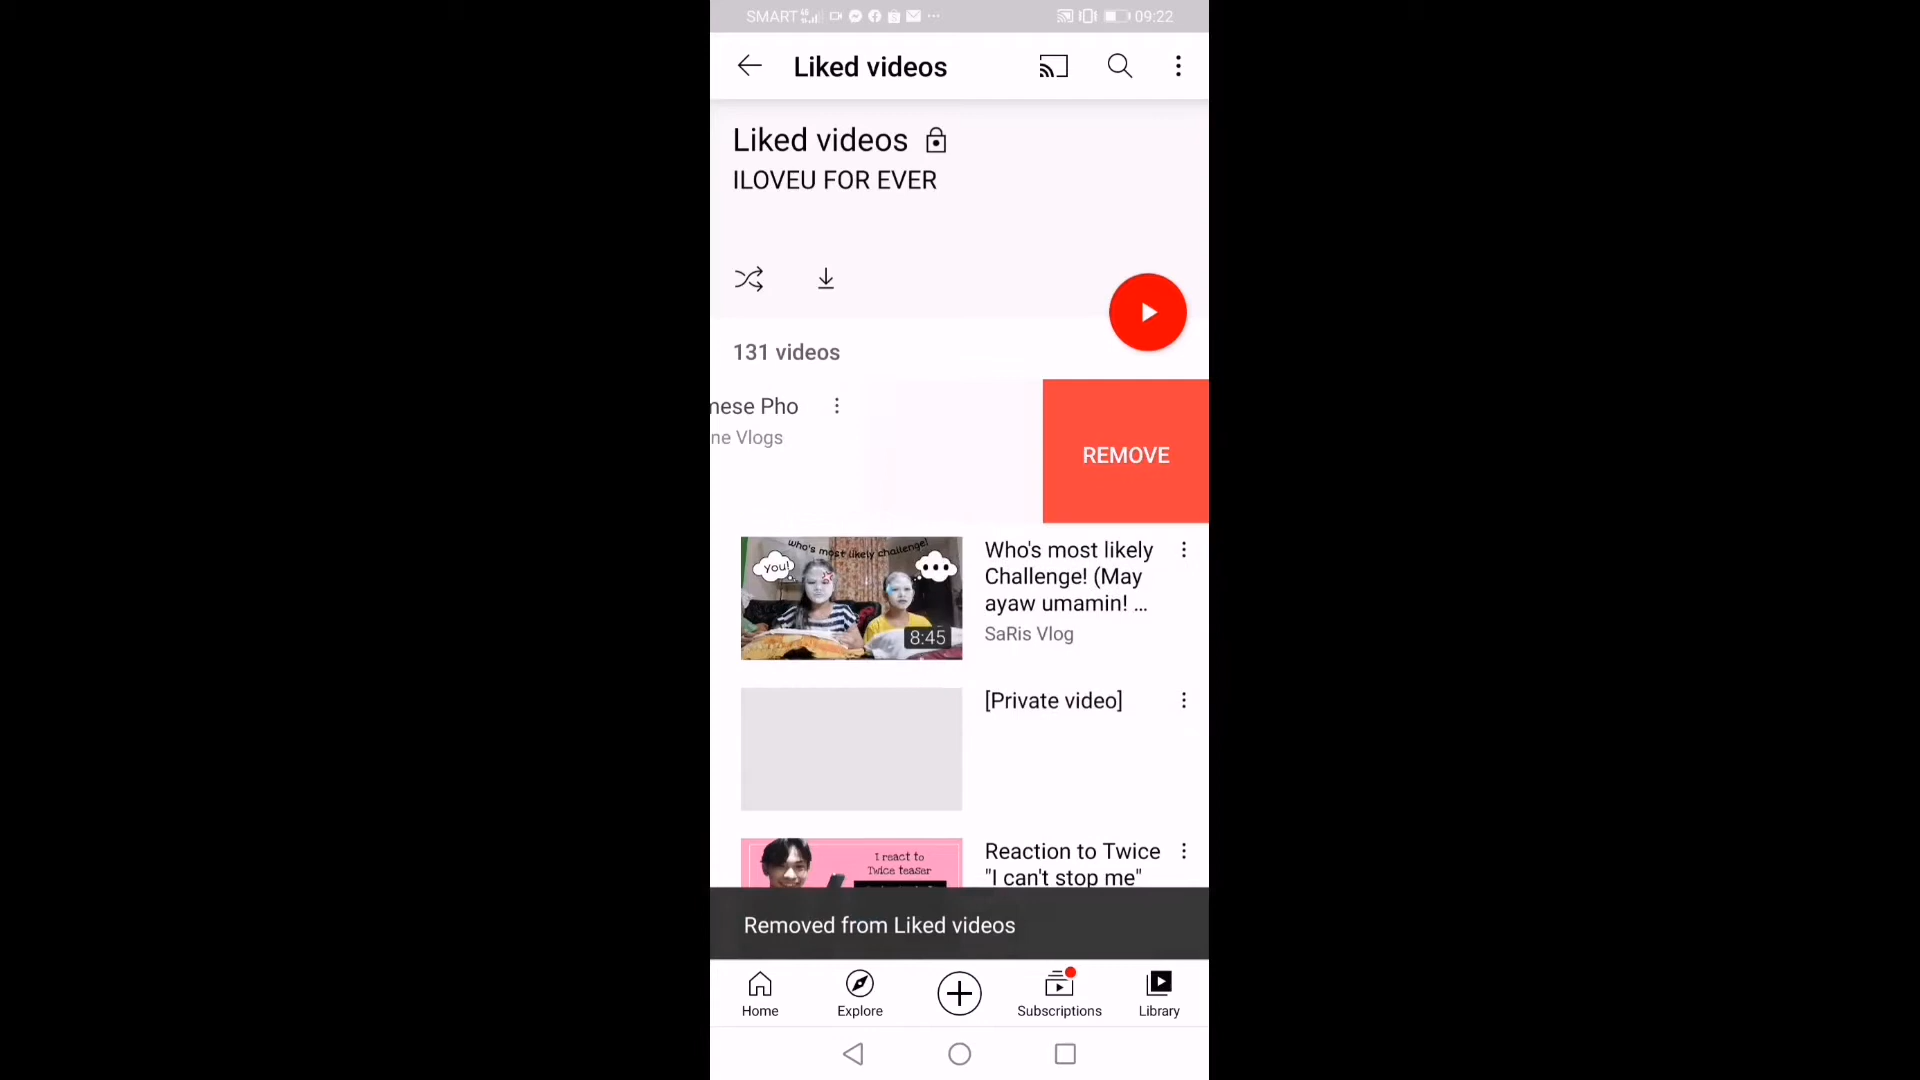 SMART 4G 09:22
Liked videos
Liked videos
ILOVEU FOR EVER
131 videos
nese Pho
ne Vlogs
REMOVE
who's most likely challenge!
you!
8:45
Who's most likely
Challenge! (May
ayaw umamin! ...
SaRis Vlog
[Private video]
I react to
Twice teaser
Reaction to Twice
"I can't stop me"
Removed from Liked videos
Home Explore Subscriptions Library